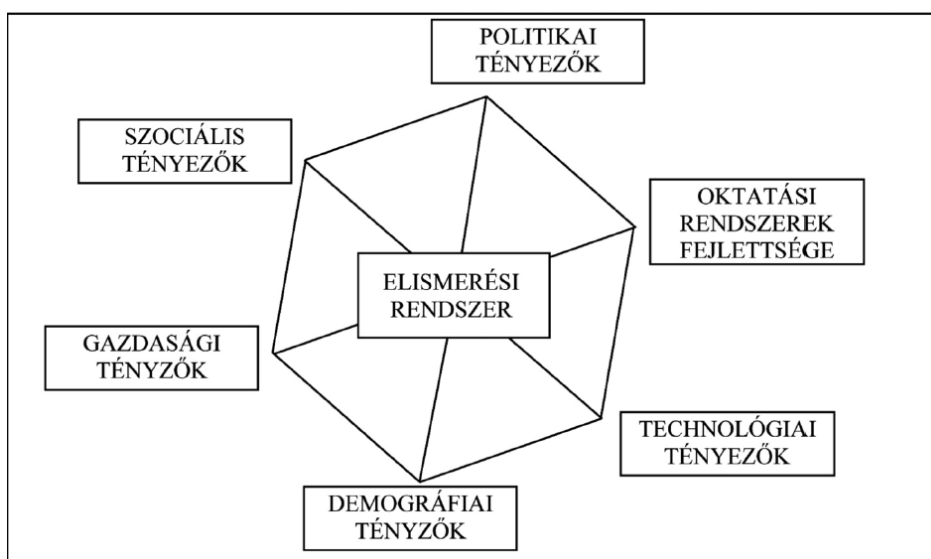 POLITIKAI
TÉNYEZŐK
SZOCIÁLIS
TÉNYEZŐK
OKTATÁSI
RENDSZEREK
FEJLETTSÉGE
ELISMERÉSI
RENDSZER
GAZDASÁGI
TÉNYZŐK
TECHNOLÓGIAI
TÉNYEZŐK
DEMOGRÁFIAI
TÉNYZŐK